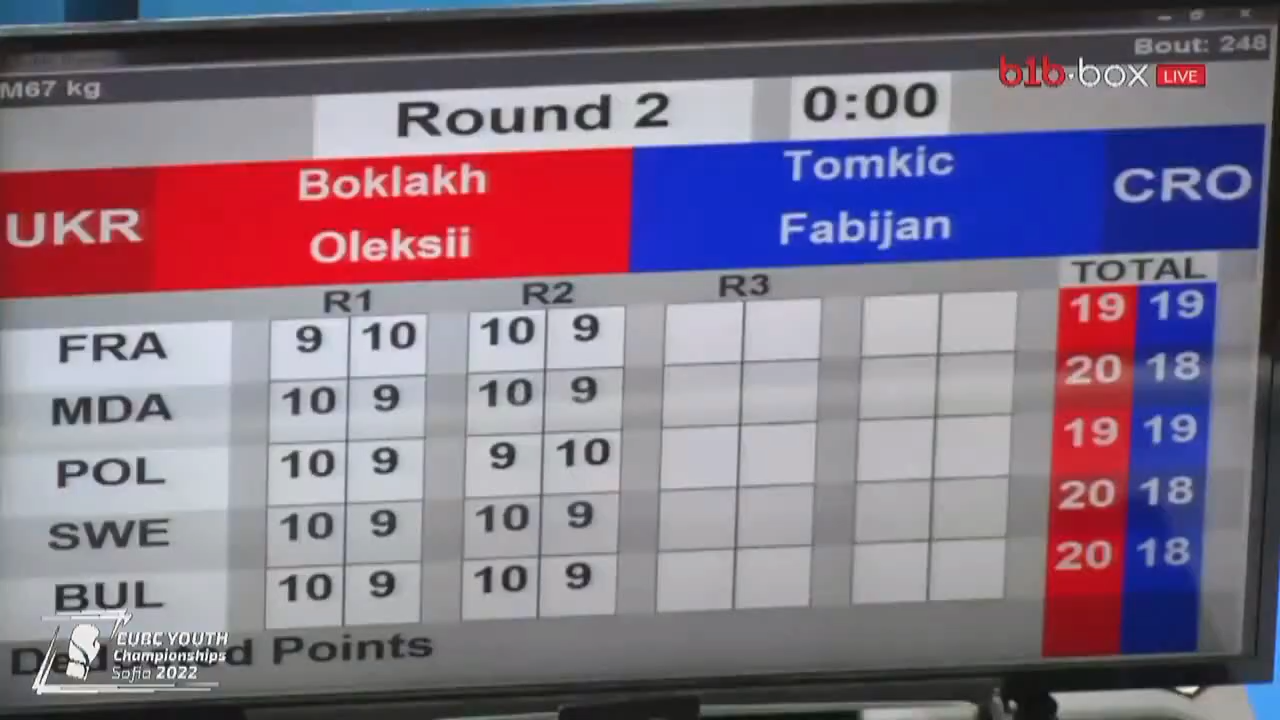 Bout: 248
b1b.box LIVE
M67 kg
Round 2 0:00
UKR Boklakh Oleksii Tomkic Fabijan CRO
R1 R2 R3 TOTAL
FRA 9 10 10 9 19 19
MDA 10 9 10 9 20 18
POL 10 9 9 10 19 19
SWE 10 9 10 9 20 18
BUL 10 9 10 9 20 18
Points
EUBC YOUTH
Championships
Sofia 2022